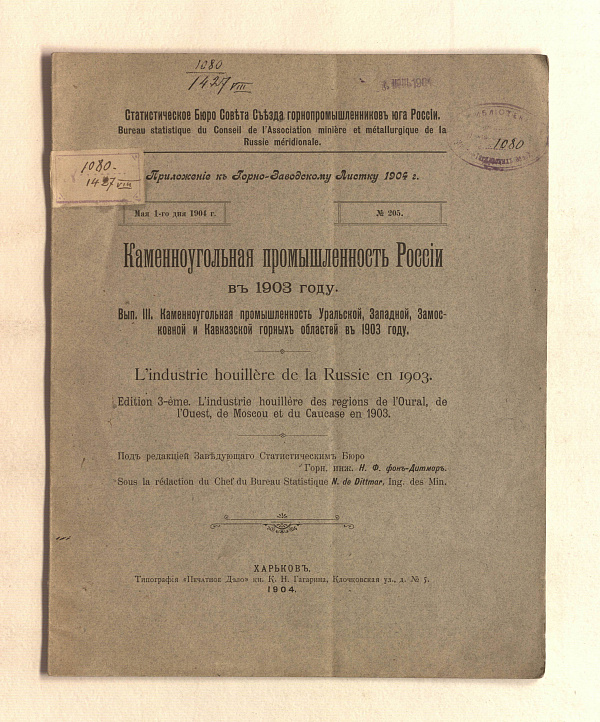 1080
1427 VIII
1904
Статистическое Бюро Совѣта Съѣзда горнопромышленниковъ юга Россіи.
Bureau statistique du Conseil de l'Association minière et métallurgique de la
Russie méridionale.
БИБЛІОТЕКА
1080
1080
1427 VIII
Приложеніе къ Горно-Заводскому Листку 1904 г.
Мая 1-го дня 1904 г.
№ 205.
Каменноугольная промышленность Россіи
въ 1903 году.
Вып. III. Каменноугольная промышленность Уральской, Западной, Замос-
ковной и Кавказской горныхъ областей въ 1903 году.
L'industrie houillère de la Russie en 1903.
Edition 3-ème. L'industrie houillère des regions de l'Oural, de
l'Ouest, de Moscou et du Caucase en 1903.
Подъ редакціей Завѣдующаго Статистическимъ Бюро
Горн. инж. Н. Ф. фонъ-Дитмаръ.
Sous la rédaction du Chef du Bureau Statistique N. de Dittmar, Ing. des Min.
ХАРЬКОВЪ.
Типографія «Печатное Дѣло» кн. К. Н. Гагарина, Клочковская ул., д. № 5.
1904.